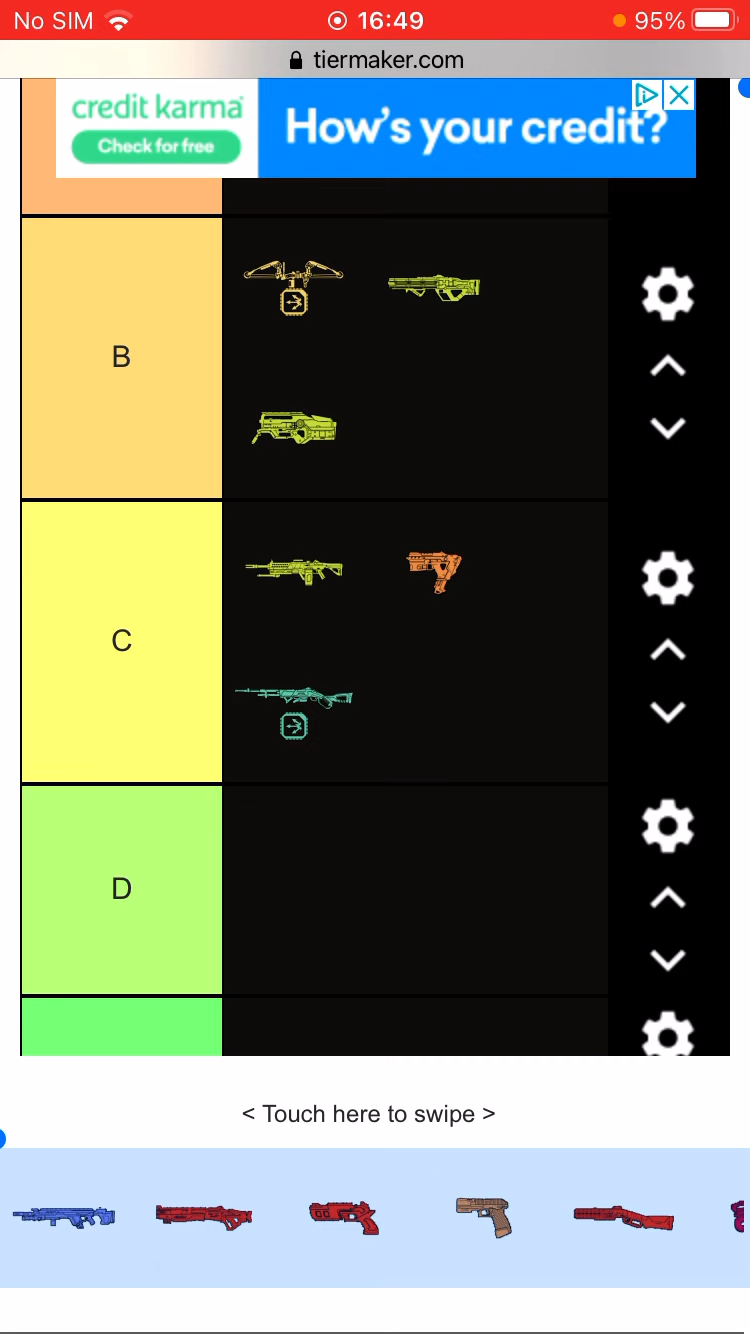 No SIM 16:49 95%
tiermaker.com
credit karma
Check for free
How's your credit?
B
C
D
< Touch here to swipe >